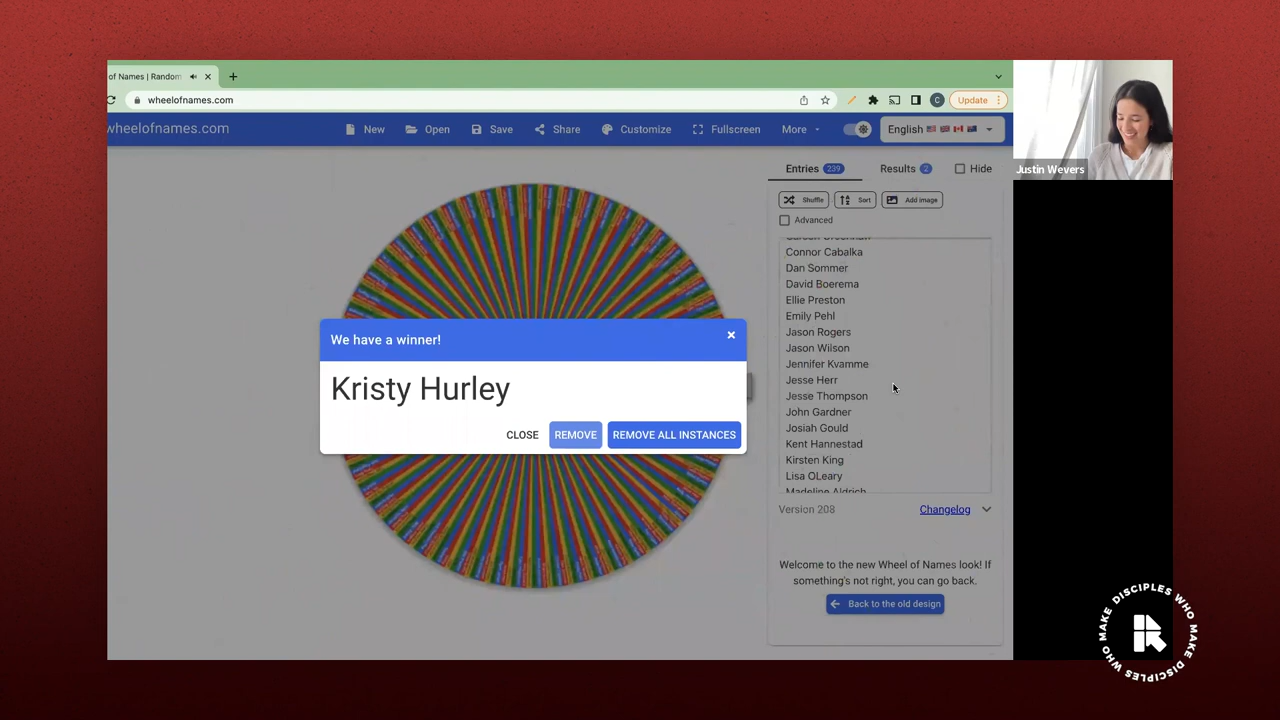 of Names | Random
wheelofnames.com
Update
wheelofnames.com
New
Open
Save
Share
Customize
Fullscreen
More
English
Justin Wevers
Entries 239
Results 2
Hide
Shuffle
Sort
Add image
Advanced
Connor Cabalka
Dan Sommer
David Boerema
Ellie Preston
Emily Pehl
Jason Rogers
Jason Wilson
Jennifer Kvamme
Jesse Herr
Jesse Thompson
John Gardner
Josiah Gould
Kent Hannestad
Kirsten King
Lisa OLeary
Madeline Aldrich
We have a winner!
Kristy Hurley
CLOSE
REMOVE
REMOVE ALL INSTANCES
Version 208
Changelog
Welcome to the new Wheel of Names look! If
something's not right, you can go back.
Back to the old design
DISCIPLES WHO MAKE DISCIPLES WHO MAKE